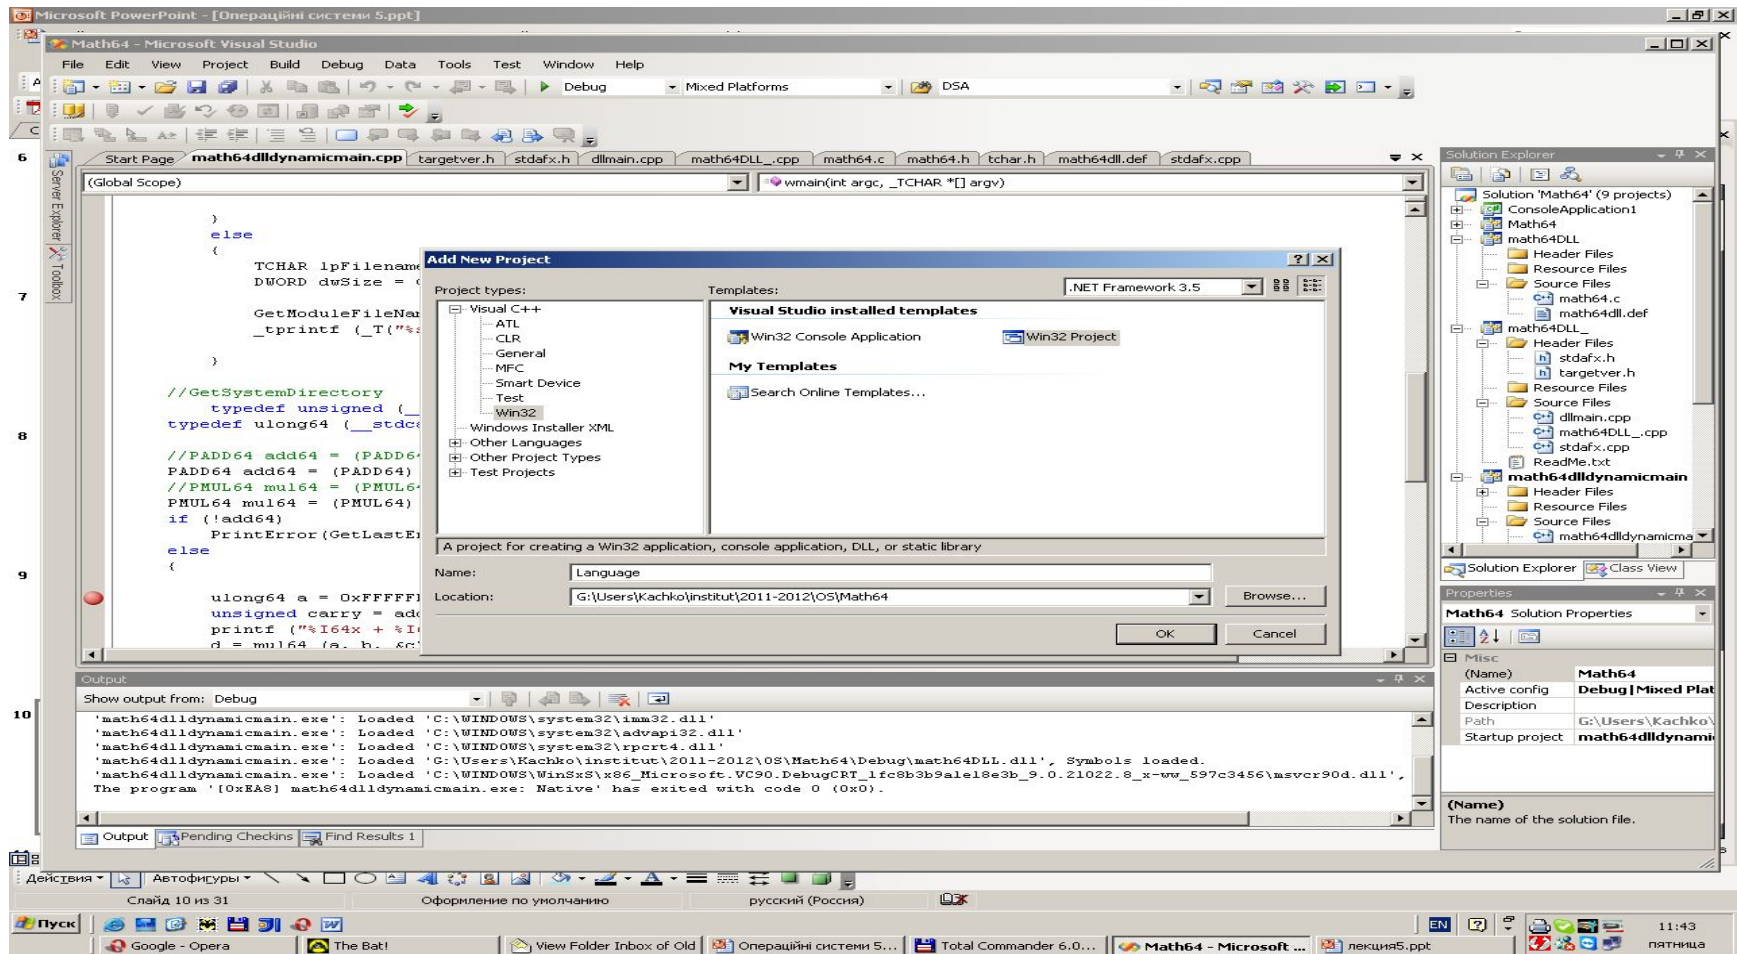 Microsoft PowerPoint - [Операційні системи 5.ppt]
Math64 - Microsoft Visual Studio
File Edit View Project Build Debug Data Tools Test Window Help
Debug Mixed Platforms DSA
Start Page math64dlldynamicmain.cpp targetver.h stdafx.h dllmain.cpp math64DLL_.cpp math64.c math64.h tchar.h math64dll.def stdafx.cpp
(Global Scope) wmain(int argc, _TCHAR *[] argv)
Server Explorer
Toolbox
6
7
8
9
10
}
else
{
TCHAR lpFilename
DWORD dwSize =
GetModuleFileNa
_tprintf (_T("%s
}
//GetSystemDirectory
typedef unsigned (_
typedef ulong64 (__stdc
//PADD64 add64 = (PADD6
PADD64 add64 = (PADD64)
//PMUL64 mul64 = (PMUL6
PMUL64 mul64 = (PMUL64)
if (!add64)
PrintError(GetLastE
else
{
ulong64 a = 0xFFFFF
unsigned carry = add
printf ("%I64x + %I
d = mul64 (a, b, &c
Add New Project
Project types:
Templates:
.NET Framework 3.5
Visual C++
ATL
CLR
General
MFC
Smart Device
Test
Win32
Windows Installer XML
Other Languages
Other Project Types
Test Projects
Visual Studio installed templates
Win32 Console Application Win32 Project
My Templates
Search Online Templates...
A project for creating a Win32 application, console application, DLL, or static library
Name: Language
Location: G:\Users\Kachko\institut\2011-2012\OS\Math64 Browse...
OK Cancel
Solution Explorer
Solution 'Math64' (9 projects)
ConsoleApplication1
Math64
math64DLL
Header Files
Resource Files
Source Files
math64.c
math64dll.def
math64DLL_
Header Files
stdafx.h
targetver.h
Resource Files
Source Files
dllmain.cpp
math64DLL_.cpp
stdafx.cpp
ReadMe.txt
math64dlldynamicmain
Header Files
Resource Files
Source Files
math64dlldynamicma
Solution Explorer Class View
Properties
Math64 Solution Properties
Misc
(Name) Math64
Active config Debug|Mixed Plat
Description
Path G:\Users\Kachko\
Startup project math64dlldynami
(Name)
The name of the solution file.
Output
Show output from: Debug
'math64dlldynamicmain.exe': Loaded 'C:\WINDOWS\system32\imm32.dll'
'math64dlldynamicmain.exe': Loaded 'C:\WINDOWS\system32\advapi32.dll'
'math64dlldynamicmain.exe': Loaded 'C:\WINDOWS\system32\rpcrt4.dll'
'math64dlldynamicmain.exe': Loaded 'G:\Users\Kachko\institut\2011-2012\OS\Math64\Debug\math64DLL.dll', Symbols loaded.
'math64dlldynamicmain.exe': Loaded 'C:\WINDOWS\WinSxS\x86_Microsoft.VC90.DebugCRT_1fc8b3b9a1e18e3b_9.0.21022.8_x-ww_597c3456\msvcr90d.dll',
The program '[0xEA8] math64dlldynamicmain.exe: Native' has exited with code 0 (0x0).
Output Pending Checkins Find Results 1
Действия Автофигуры
Слайд 10 из 31 Оформление по умолчанию русский (Россия)
Пуск EN 11:43
Google - Opera The Bat! View Folder Inbox of Old Операційні системи 5... Total Commander 6.0... Math64 - Microsoft ... лекция5.ppt пятница